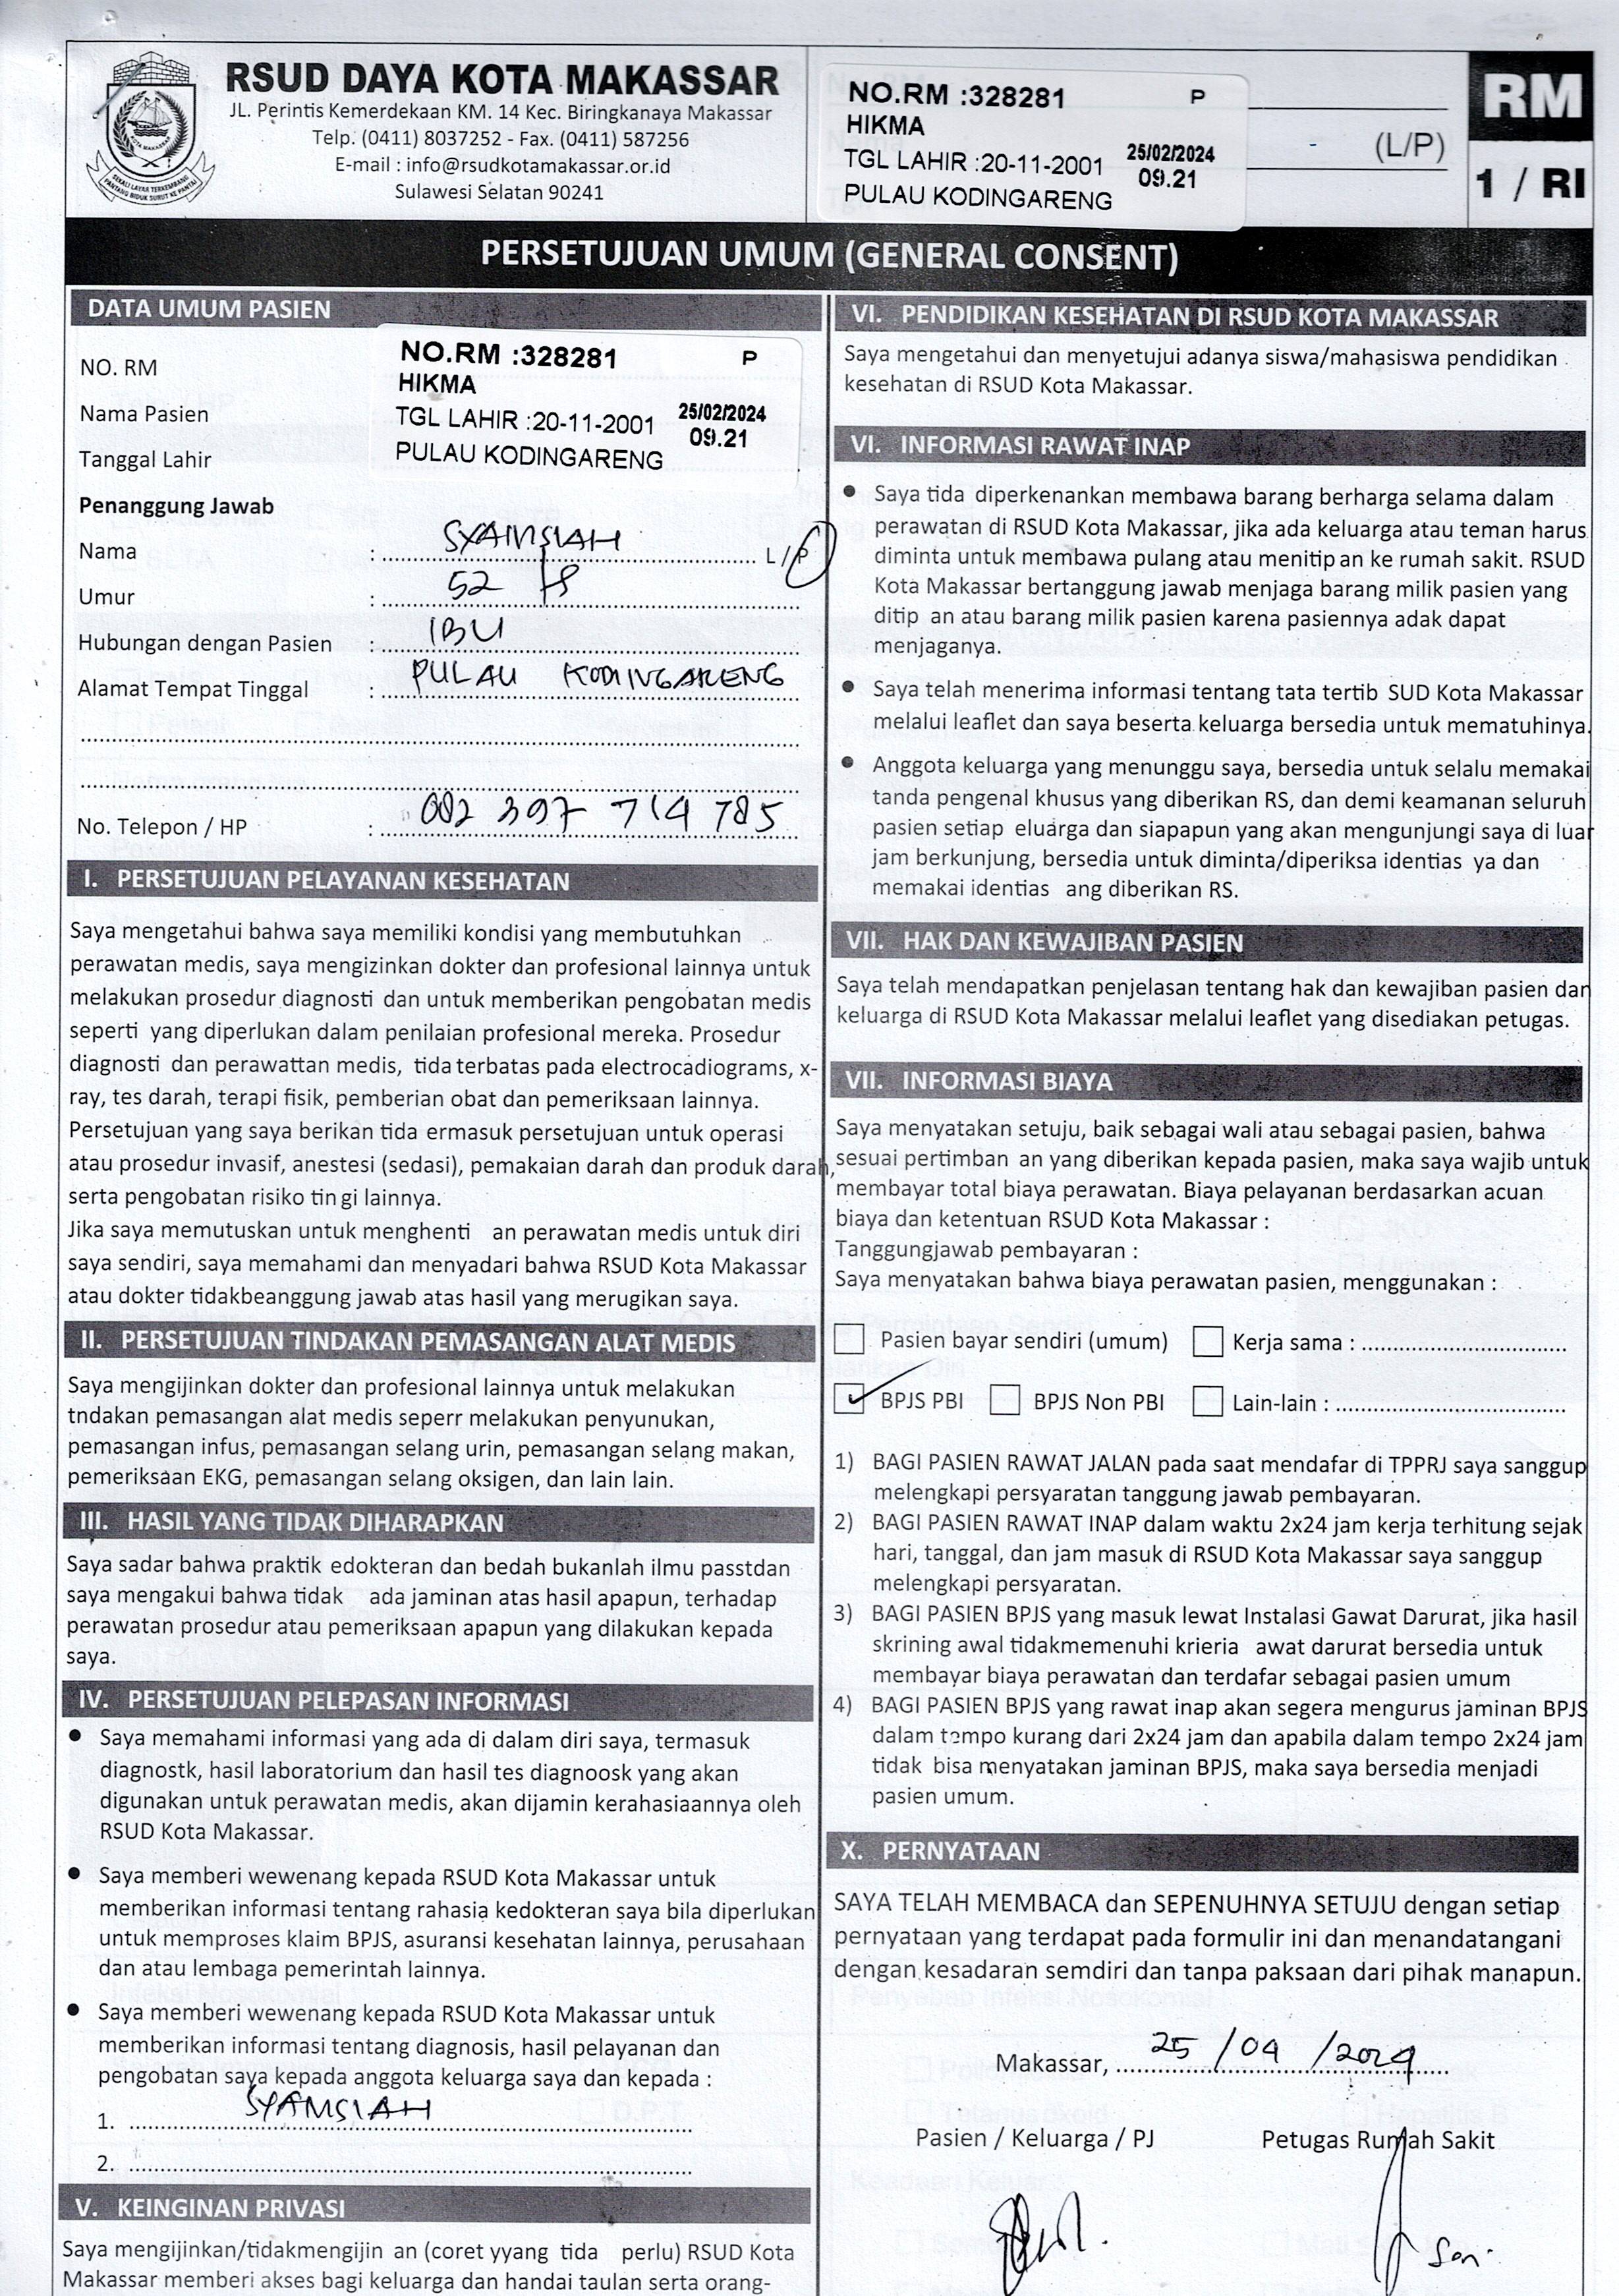 RSUD DAYA KOTA MAKASSAR
JL. Perintis Kemerdekaan KM. 14 Kec. Biringkanaya Makassar
Telp. (0411) 8037252 - Fax. (0411) 587256
E-mail : info@rsudkotamakassar.or.id
Sulawesi Selatan 90241
NO.RM :328281 P
HIKMA
TGL LAHIR :20-11-2001 25/02/2024
09.21
PULAU KODINGARENG
(L/P)
RM
1 / RI
PERSETUJUAN UMUM (GENERAL CONSENT)
DATA UMUM PASIEN
NO. RM
Nama Pasien
Tanggal Lahir
NO.RM :328281 P
HIKMA
TGL LAHIR :20-11-2001 25/02/2024
09.21
PULAU KODINGARENG
Penanggung Jawab
Nama : SYAMSIAH L/P
Umur : 52
Hubungan dengan Pasien : IBU
Alamat Tempat Tinggal : PULAU KODINGARENG
No. Telepon / HP : 082 397 714 785
I. PERSETUJUAN PELAYANAN KESEHATAN
Saya mengetahui bahwa saya memiliki kondisi yang membutuhkan
perawatan medis, saya mengizinkan dokter dan profesional lainnya untuk
melakukan prosedur diagnosti dan untuk memberikan pengobatan medis
seperti yang diperlukan dalam penilaian profesional mereka. Prosedur
diagnosti dan perawattan medis, tida terbatas pada electrocadiograms, x-
ray, tes darah, terapi fisik, pemberian obat dan pemeriksaan lainnya.
Persetujuan yang saya berikan tida ermasuk persetujuan untuk operasi
atau prosedur invasif, anestesi (sedasi), pemakaian darah dan produk darah,
serta pengobatan risiko tin gi lainnya.
Jika saya memutuskan untuk menghenti an perawatan medis untuk diri
saya sendiri, saya memahami dan menyadari bahwa RSUD Kota Makassar
atau dokter tidakbeanggung jawab atas hasil yang merugikan saya.
II. PERSETUJUAN TINDAKAN PEMASANGAN ALAT MEDIS
Saya mengijinkan dokter dan profesional lainnya untuk melakukan
tndakan pemasangan alat medis seperr melakukan penyunukan,
pemasangan infus, pemasangan selang urin, pemasangan selang makan,
pemeriksaan EKG, pemasangan selang oksigen, dan lain lain.
III. HASIL YANG TIDAK DIHARAPKAN
Saya sadar bahwa praktik edokteran dan bedah bukanlah ilmu passtdan
saya mengakui bahwa tidak ada jaminan atas hasil apapun, terhadap
perawatan prosedur atau pemeriksaan apapun yang dilakukan kepada
saya.
IV. PERSETUJUAN PELEPASAN INFORMASI
• Saya memahami informasi yang ada di dalam diri saya, termasuk
diagnostk, hasil laboratorium dan hasil tes diagnoosk yang akan
digunakan untuk perawatan medis, akan dijamin kerahasiaannya oleh
RSUD Kota Makassar.
• Saya memberi wewenang kepada RSUD Kota Makassar untuk
memberikan informasi tentang rahasia kedokteran saya bila diperlukan
untuk memproses klaim BPJS, asuransi kesehatan lainnya, perusahaan
dan atau lembaga pemerintah lainnya.
• Saya memberi wewenang kepada RSUD Kota Makassar untuk
memberikan informasi tentang diagnosis, hasil pelayanan dan
pengobatan saya kepada anggota keluarga saya dan kepada :
1. SYAMSIAH
2.
V. KEINGINAN PRIVASI
Saya mengijinkan/tidakmengijin an (coret yyang tida perlu) RSUD Kota
Makassar memberi akses bagi keluarga dan handai taulan serta orang-
VI. PENDIDIKAN KESEHATAN DI RSUD KOTA MAKASSAR
Saya mengetahui dan menyetujui adanya siswa/mahasiswa pendidikan
kesehatan di RSUD Kota Makassar.
VI. INFORMASI RAWAT INAP
• Saya tida diperkenankan membawa barang berharga selama dalam
perawatan di RSUD Kota Makassar, jika ada keluarga atau teman harus
diminta untuk membawa pulang atau menitip an ke rumah sakit. RSUD
Kota Makassar bertanggung jawab menjaga barang milik pasien yang
ditip an atau barang milik pasien karena pasiennya adak dapat
menjaganya.
• Saya telah menerima informasi tentang tata tertib SUD Kota Makassar
melalui leaflet dan saya beserta keluarga bersedia untuk mematuhinya.
• Anggota keluarga yang menunggu saya, bersedia untuk selalu memakai
tanda pengenal khusus yang diberikan RS, dan demi keamanan seluruh
pasien setiap eluarga dan siapapun yang akan mengunjungi saya di luar
jam berkunjung, bersedia untuk diminta/diperiksa identias ya dan
memakai identias ang diberikan RS.
VII. HAK DAN KEWAJIBAN PASIEN
Saya telah mendapatkan penjelasan tentang hak dan kewajiban pasien dan
keluarga di RSUD Kota Makassar melalui leaflet yang disediakan petugas.
VII. INFORMASI BIAYA
Saya menyatakan setuju, baik sebagai wali atau sebagai pasien, bahwa
sesuai pertimban an yang diberikan kepada pasien, maka saya wajib untuk
membayar total biaya perawatan. Biaya pelayanan berdasarkan acuan
biaya dan ketentuan RSUD Kota Makassar :
Tanggungjawab pembayaran :
Saya menyatakan bahwa biaya perawatan pasien, menggunakan :
Pasien bayar sendiri (umum) Kerja sama :
BPJS PBI BPJS Non PBI Lain-lain :
1) BAGI PASIEN RAWAT JALAN pada saat mendafar di TPPRJ saya sanggup
melengkapi persyaratan tanggung jawab pembayaran.
2) BAGI PASIEN RAWAT INAP dalam waktu 2x24 jam kerja terhitung sejak
hari, tanggal, dan jam masuk di RSUD Kota Makassar saya sanggup
melengkapi persyaratan.
3) BAGI PASIEN BPJS yang masuk lewat Instalasi Gawat Darurat, jika hasil
skrining awal tidakmemenuhi krieria awat darurat bersedia untuk
membayar biaya perawatan dan terdafar sebagai pasien umum
4) BAGI PASIEN BPJS yang rawat inap akan segera mengurus jaminan BPJS
dalam tempo kurang dari 2x24 jam dan apabila dalam tempo 2x24 jam
tidak bisa menyatakan jaminan BPJS, maka saya bersedia menjadi
pasien umum.
X. PERNYATAAN
SAYA TELAH MEMBACA dan SEPENUHNYA SETUJU dengan setiap
pernyataan yang terdapat pada formulir ini dan menandatangani
dengan kesadaran semdiri dan tanpa paksaan dari pihak manapun.
Makassar, 25 /04 /2024
Pasien / Keluarga / PJ Petugas Rumah Sakit